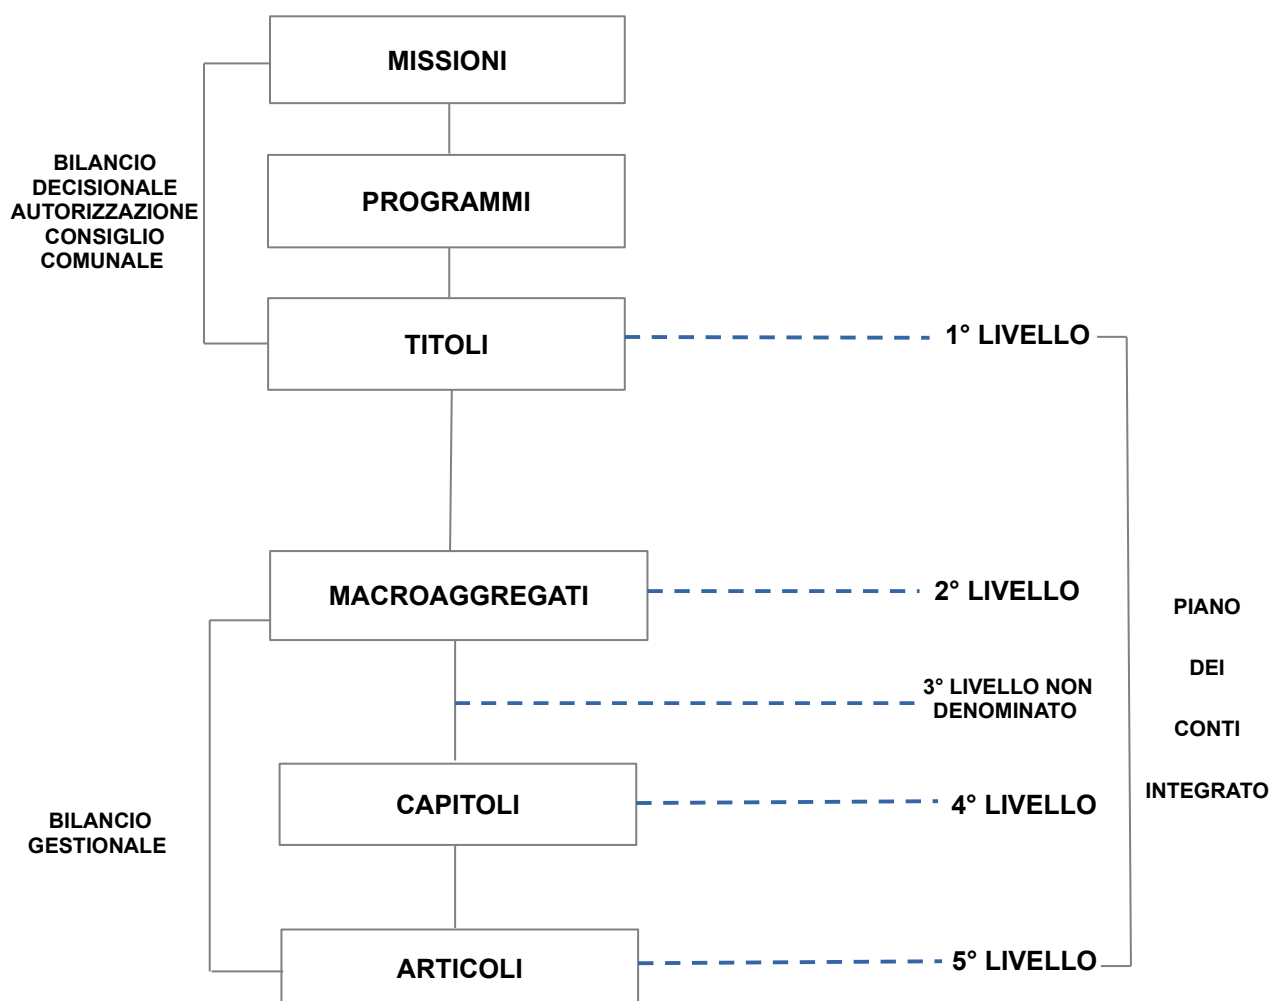 MISSIONI
BILANCIO
DECISIONALE
AUTORIZZAZIONE
CONSIGLIO
COMUNALE
PROGRAMMI
TITOLI
1° LIVELLO
MACROAGGREGATI
2° LIVELLO
3° LIVELLO NON
DENOMINATO
PIANO
DEI
CONTI
INTEGRATO
CAPITOLI
4° LIVELLO
BILANCIO
GESTIONALE
ARTICOLI
5° LIVELLO